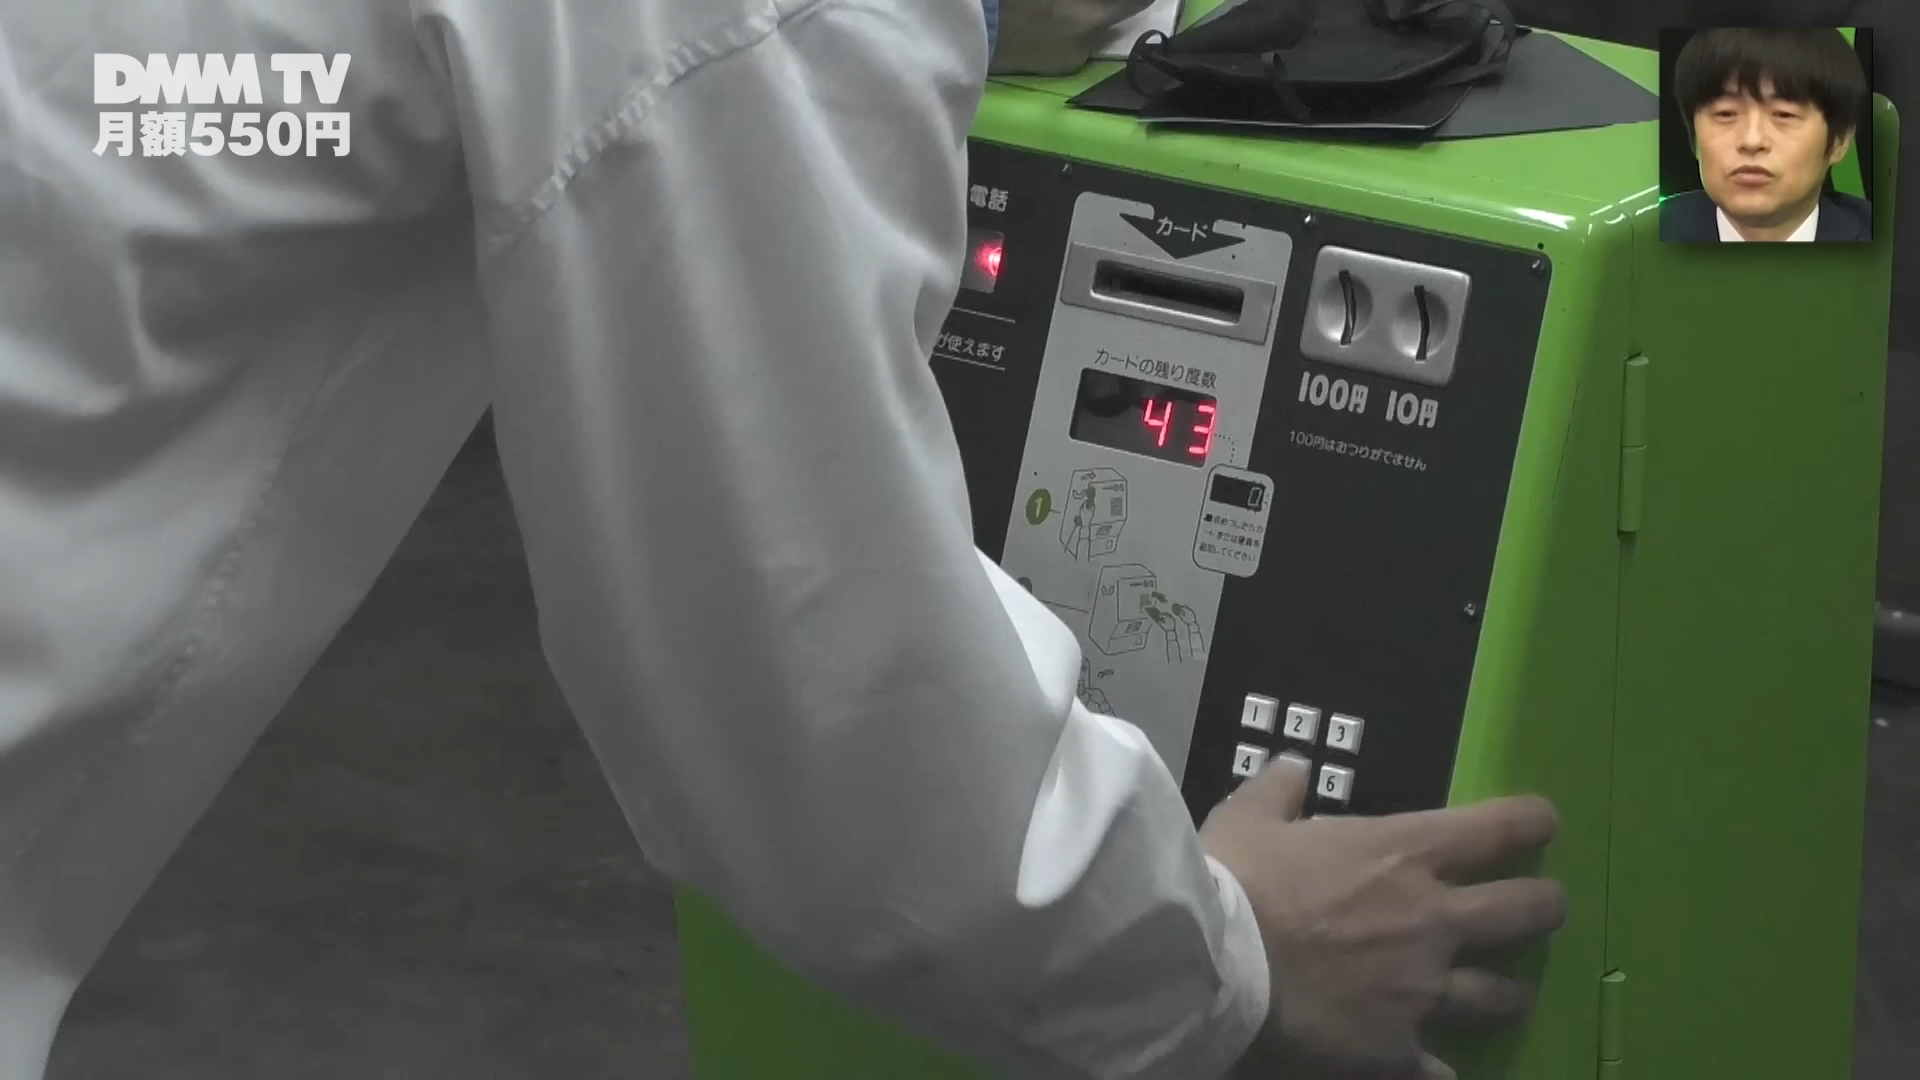 DMM TV
月額550円
電話
カード
が使えます
カードの残り度数
43
100円 10円
100円はおつりがでません
1
0
1 2 3
4 6